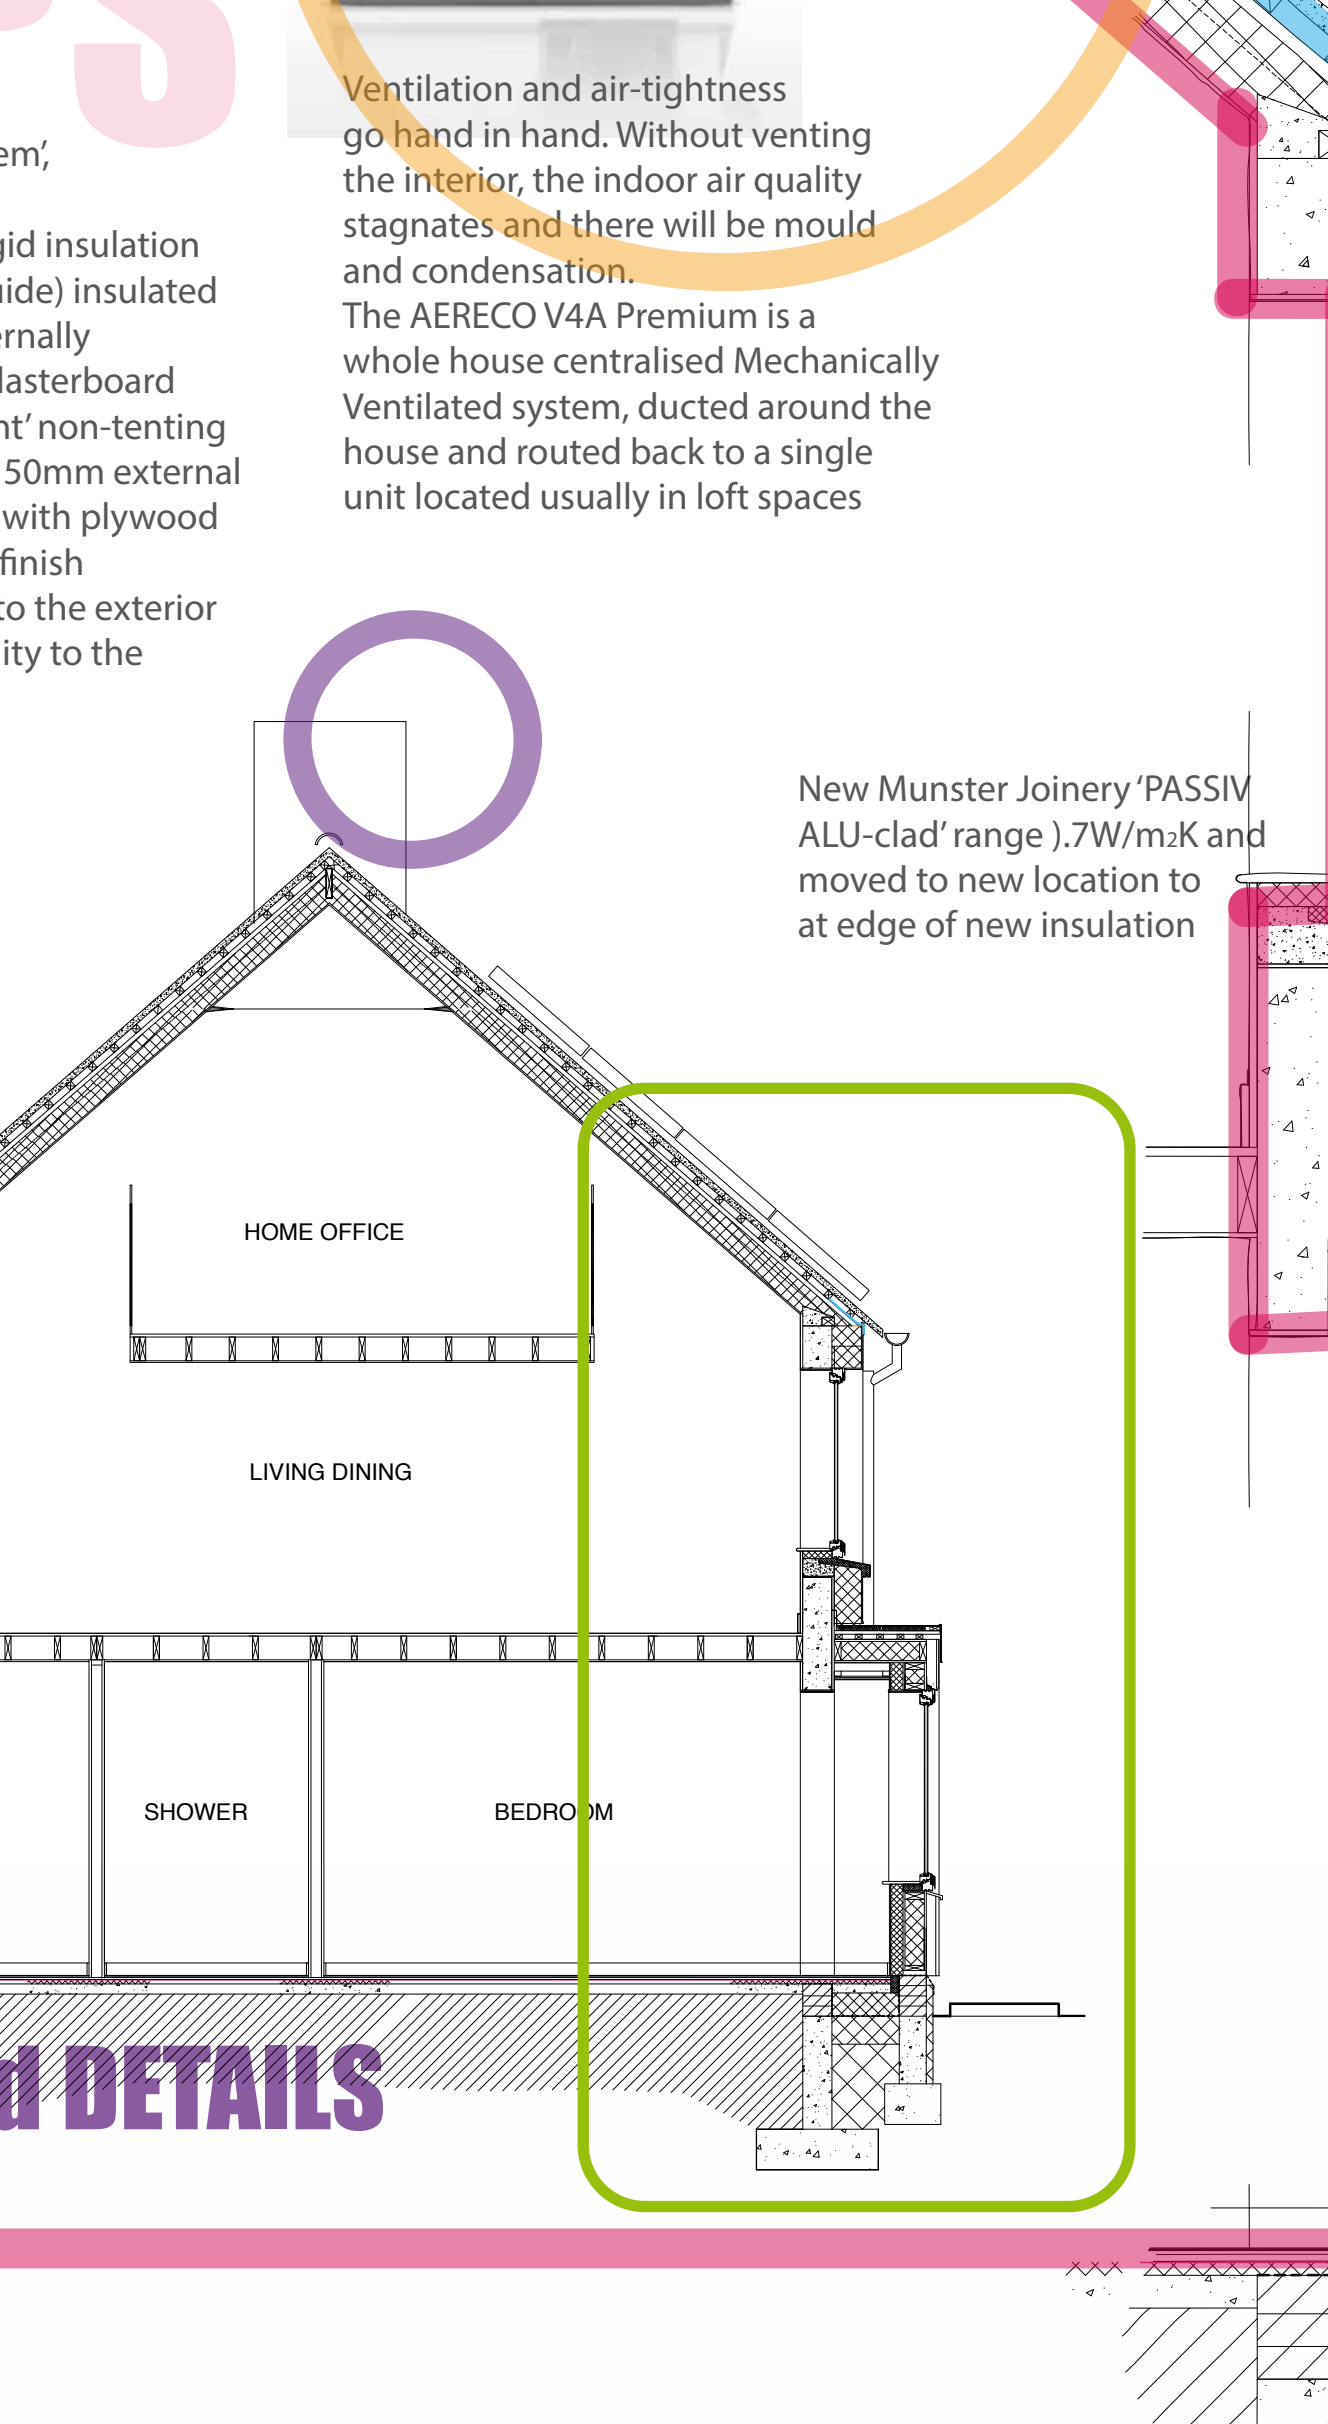 PS
em’,
gid insulation
uide) insulated
ernally
lasterboard
nt’ non-tenting
50mm external
with plywood
finish
to the exterior
ity to the
Ventilation and air-tightness
go hand in hand. Without venting
the interior, the indoor air quality
stagnates and there will be mould
and condensation.
The AERECO V4A Premium is a
whole house centralised Mechanically
Ventilated system, ducted around the
house and routed back to a single
unit located usually in loft spaces
New Munster Joinery ‘PASSIV
ALU-clad’ range ).7W/m2K and
moved to new location to
at edge of new insulation
HOME OFFICE
LIVING DINING
SHOWER
BEDROOM
d DETAILS